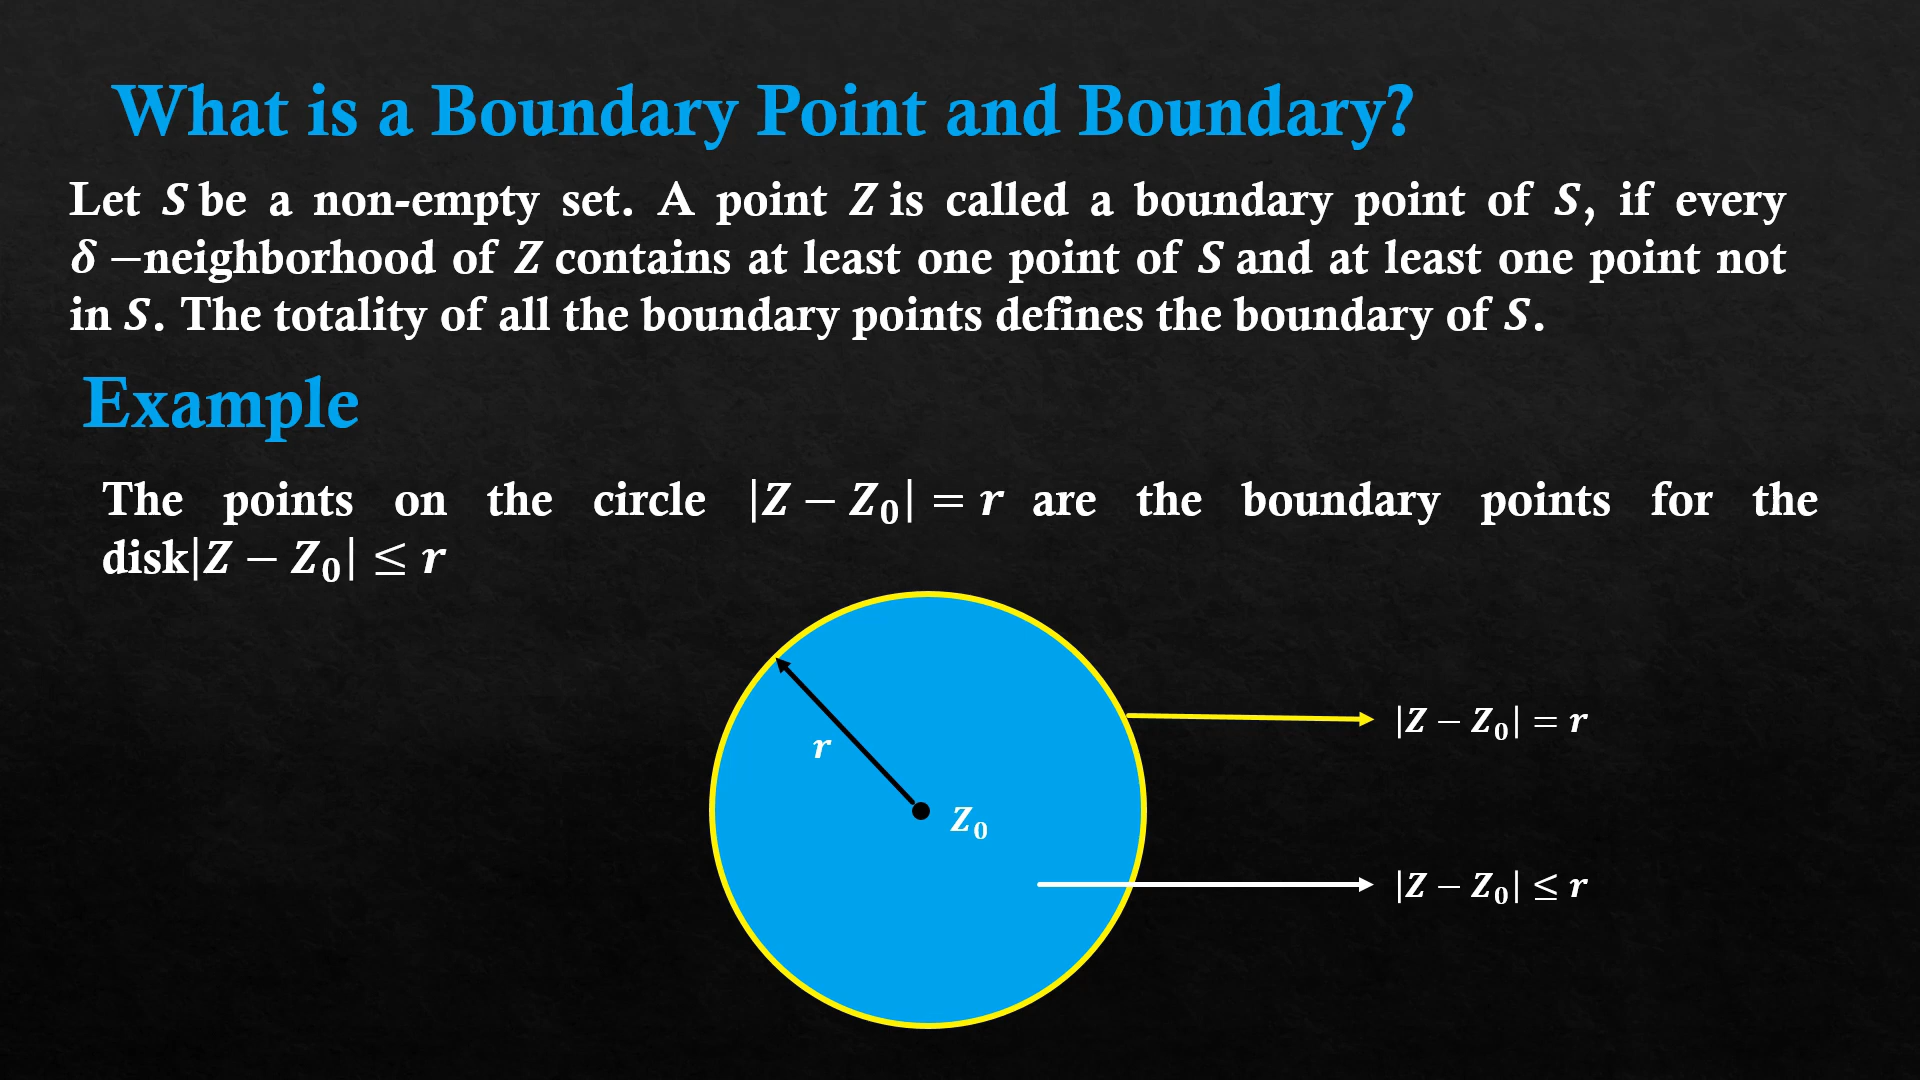 What is a Boundary Point and Boundary?
Let S be a non-empty set. A point Z is called a boundary point of S, if every
δ −neighborhood of Z contains at least one point of S and at least one point not
in S. The totality of all the boundary points defines the boundary of S.
Example
The points on the circle |Z − Z₀| = r are the boundary points for the
disk|Z − Z₀| ≤ r
|Z − Z₀| = r
r
Z₀
|Z − Z₀| ≤ r